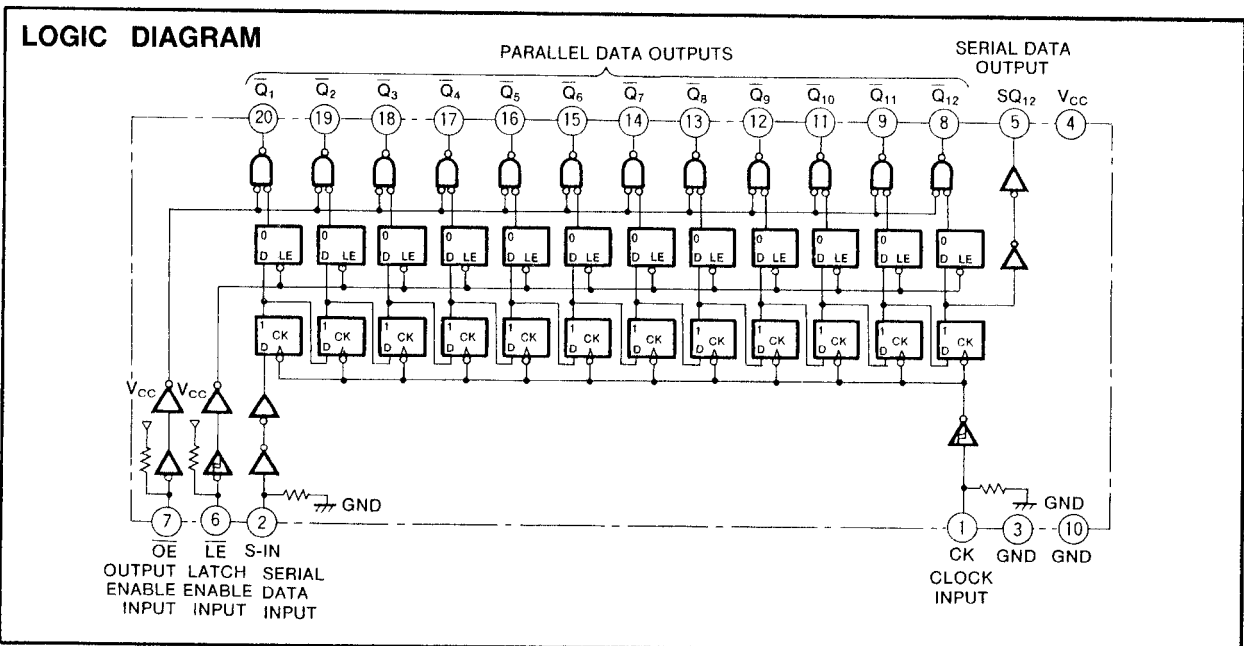 LOGIC DIAGRAM
PARALLEL DATA OUTPUTS
SERIAL DATA
OUTPUT
Q̅1 Q̅2 Q̅3 Q̅4 Q̅5 Q̅6 Q̅7 Q̅8 Q̅9 Q̅10 Q̅11 Q̅12 SQ12 VCC
20 19 18 17 16 15 14 13 12 11 9 8 5 4
0 0 0 0 0 0 0 0 0 0 0 0
D LE D LE D LE D LE D LE D LE D LE D LE D LE D LE D LE D LE
1 1 1 1 1 1 1 1 1 1 1 1
CK CK CK CK CK CK CK CK CK CK CK CK
D D D D D D D D D D D D
VCC VCC
GND
GND
7 6 2 1 3 10
O̅E̅ L̅E̅ S-IN CK GND GND
OUTPUT LATCH SERIAL CLOCK
ENABLE ENABLE DATA INPUT
INPUT INPUT INPUT